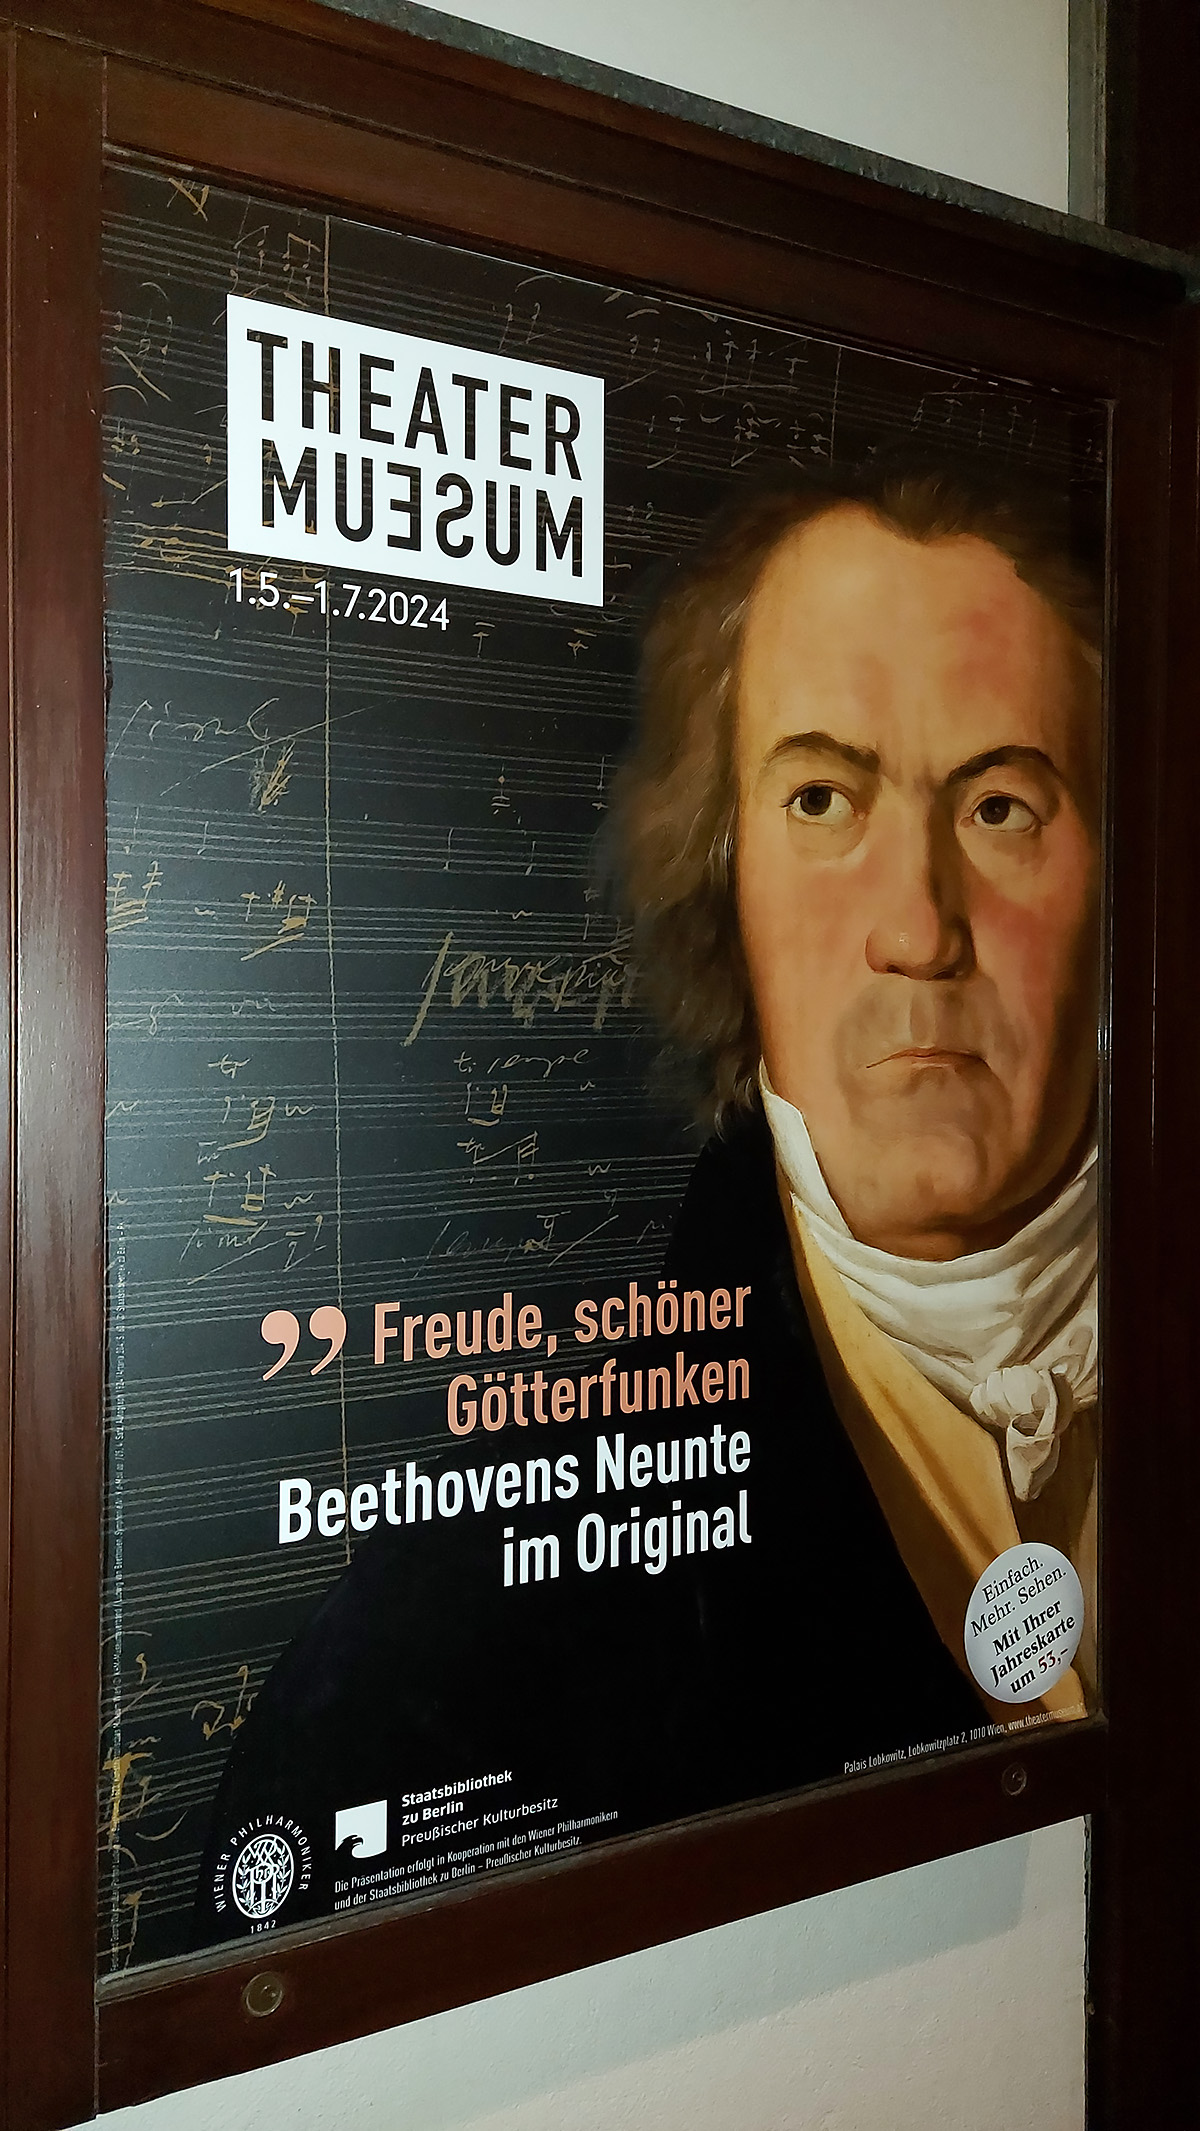 THEATER
MUSEUM
1.5.–1.7.2024
„ Freude, schöner
Götterfunken
Beethovens Neunte
im Original
Einfach.
Mehr. Sehen.
Mit Ihrer
Jahreskarte
um 53,–
Palais Lobkowitz, Lobkowitzplatz 2, 1010 Wien, www.theatermuseum.at
WIENER PHILHARMONIKER
1842
Staatsbibliothek
zu Berlin
Preußischer Kulturbesitz
Die Präsentation erfolgt in Kooperation mit den Wiener Philharmonikern
und der Staatsbibliothek zu Berlin – Preußischer Kulturbesitz.